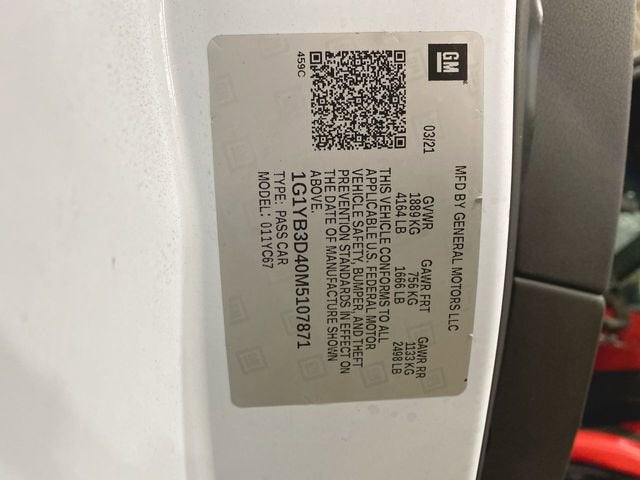 GM
MFD BY GENERAL MOTORS LLC
03/21
GVWR GAWR FRT GAWR RR
1889 KG 756 KG 1133 KG
4164 LB 1666 LB 2498 LB
459C
THIS VEHICLE CONFORMS TO ALL
APPLICABLE U.S. FEDERAL MOTOR
VEHICLE SAFETY, BUMPER, AND THEFT
PREVENTION STANDARDS IN EFFECT ON
THE DATE OF MANUFACTURE SHOWN
ABOVE.
1G1YB3D40M5107871
TYPE: PASS CAR
MODEL: 011YC67